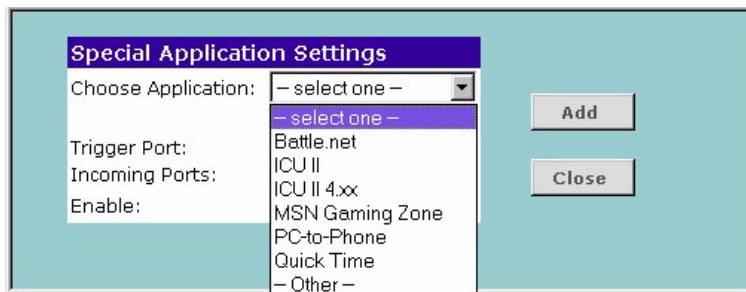 Special Application Settings
Choose Application:
– select one –
– select one –
Battle.net
ICU II
ICU II 4.xx
MSN Gaming Zone
PC-to-Phone
Quick Time
– Other –
Trigger Port:
Incoming Ports:
Enable:
Add
Close